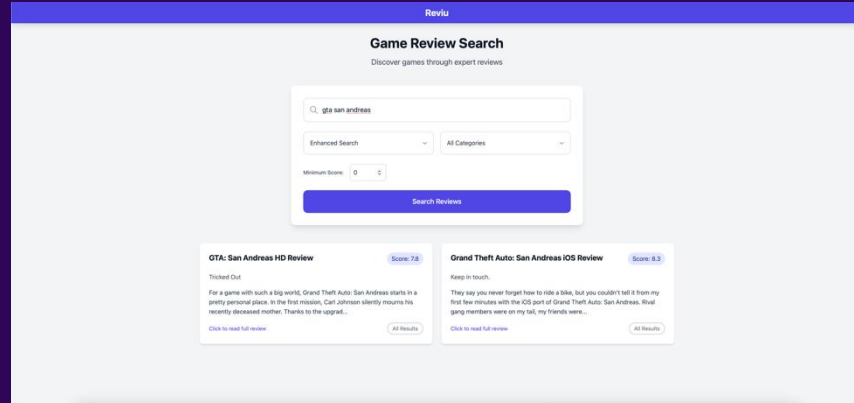 Reviu
Game Review Search
Discover games through expert reviews
gta san andreas
Enhanced Search
All Categories
Minimum Score:
0
Search Reviews
GTA: San Andreas HD Review
Score: 7.8
Tricked Out
For a game with such a big world, Grand Theft Auto: San Andreas starts in a
pretty personal place. In the first mission, Carl Johnson silently mourns his
recently deceased mother. Thanks to the upgrad...
Click to read full review
All Results
Grand Theft Auto: San Andreas iOS Review
Score: 8.3
Keep in touch.
They say you never forget how to ride a bike, but you couldn't tell it from my
first few minutes with the iOS port of Grand Theft Auto: San Andreas. Rival
gang members were on my tail, my friends were...
Click to read full review
All Results